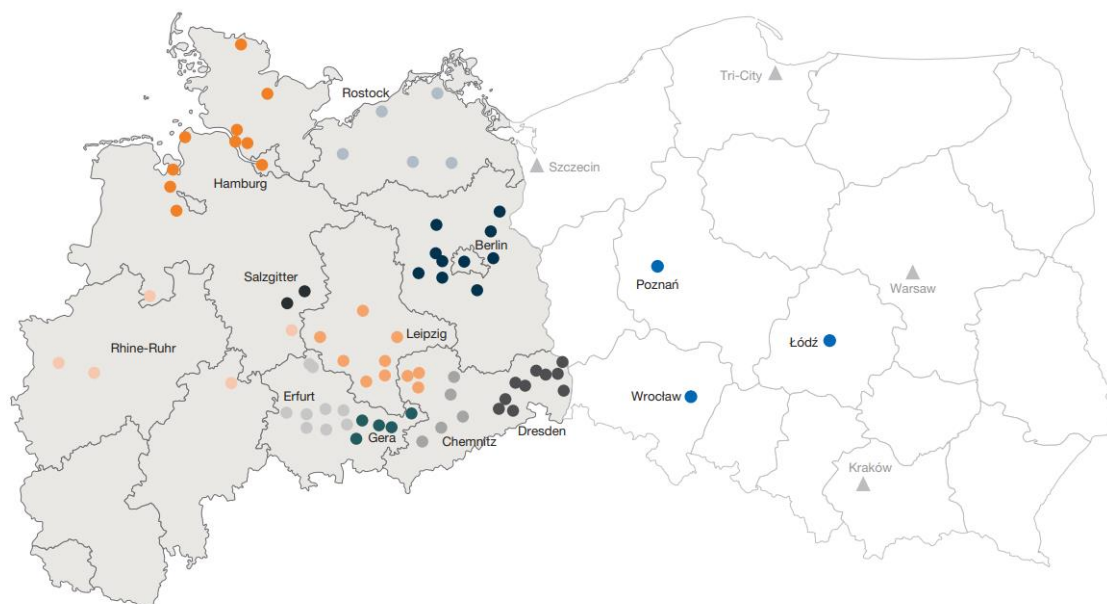 Tri-City
Rostock
Szczecin
Hamburg
Berlin
Salzgitter
Poznań
Warsaw
Leipzig
Rhine-Ruhr
Łódź
Erfurt
Wrocław
Dresden
Gera
Chemnitz
Kraków